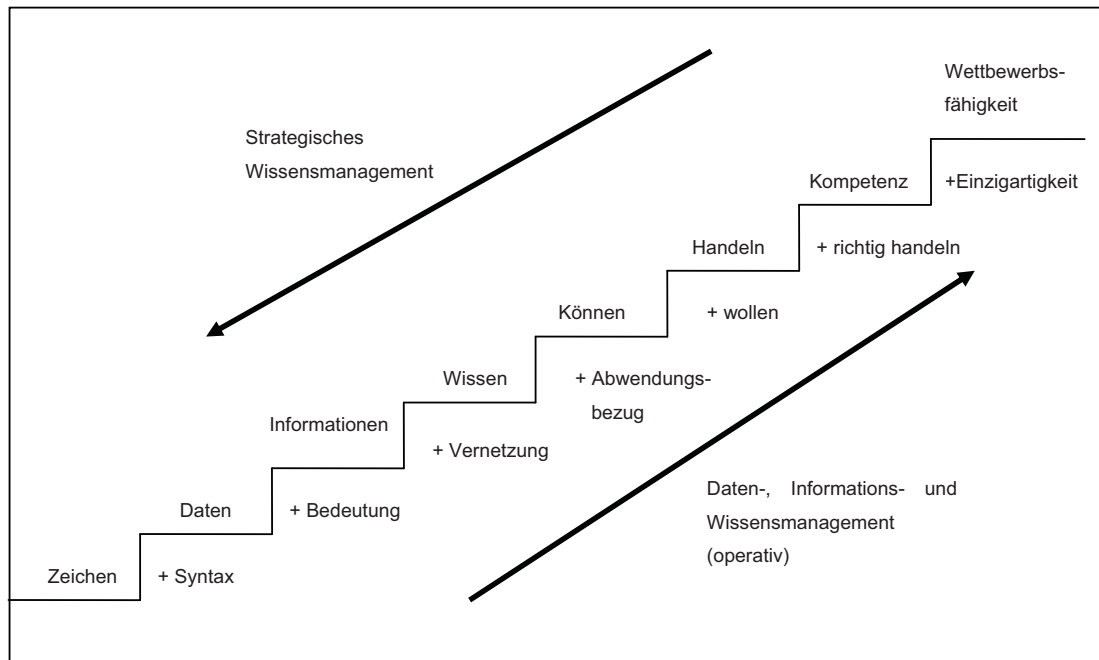 Wettbewerbs-
fähigkeit
Strategisches
Wissensmanagement
Kompetenz
+Einzigartigkeit
Handeln
+ richtig handeln
Können
+ wollen
Wissen
+ Abwendungs-
bezug
Informationen
+ Vernetzung
Daten-, Informations- und
Wissensmanagement
(operativ)
Daten
+ Bedeutung
Zeichen
+ Syntax